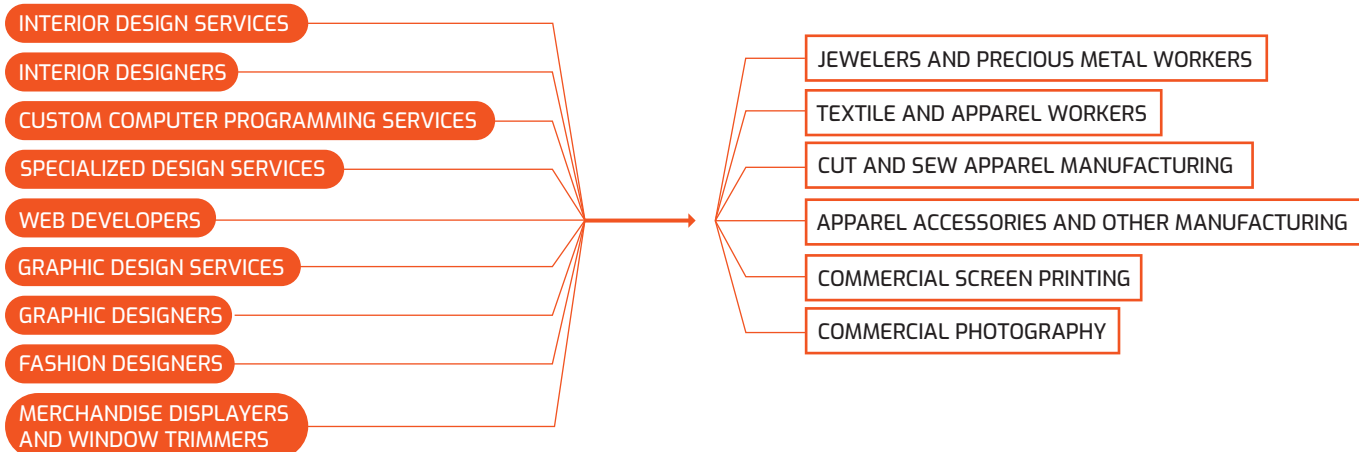 INTERIOR DESIGN SERVICES
INTERIOR DESIGNERS
CUSTOM COMPUTER PROGRAMMING SERVICES
SPECIALIZED DESIGN SERVICES
WEB DEVELOPERS
GRAPHIC DESIGN SERVICES
GRAPHIC DESIGNERS
FASHION DESIGNERS
MERCHANDISE DISPLAYERS
AND WINDOW TRIMMERS
JEWELERS AND PRECIOUS METAL WORKERS
TEXTILE AND APPAREL WORKERS
CUT AND SEW APPAREL MANUFACTURING
APPAREL ACCESSORIES AND OTHER MANUFACTURING
COMMERCIAL SCREEN PRINTING
COMMERCIAL PHOTOGRAPHY